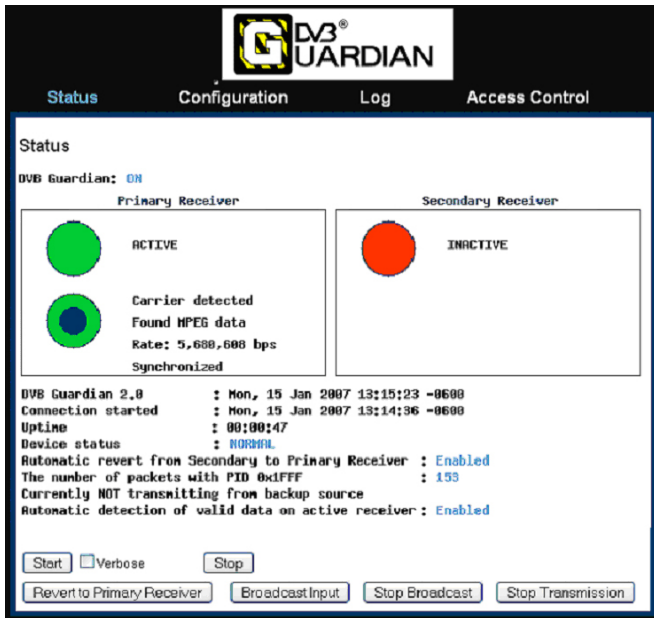 G DVB®
UARDIAN
Status Configuration Log Access Control
Status
DVB Guardian: ON
Primary Receiver Secondary Receiver
ACTIVE INACTIVE
Carrier detected
Found MPEG data
Rate: 5,680,608 bps
Synchronized
DVB Guardian 2.0 : Mon, 15 Jan 2007 13:15:23 -0600
Connection started : Mon, 15 Jan 2007 13:14:36 -0600
Uptime : 00:00:47
Device status : NORMAL
Automatic revert from Secondary to Primary Receiver : Enabled
The number of packets with PID 0x1FFF : 153
Currently NOT transmitting from backup source
Automatic detection of valid data on active receiver: Enabled
Start Verbose Stop
Revert to Primary Receiver Broadcast Input Stop Broadcast Stop Transmission